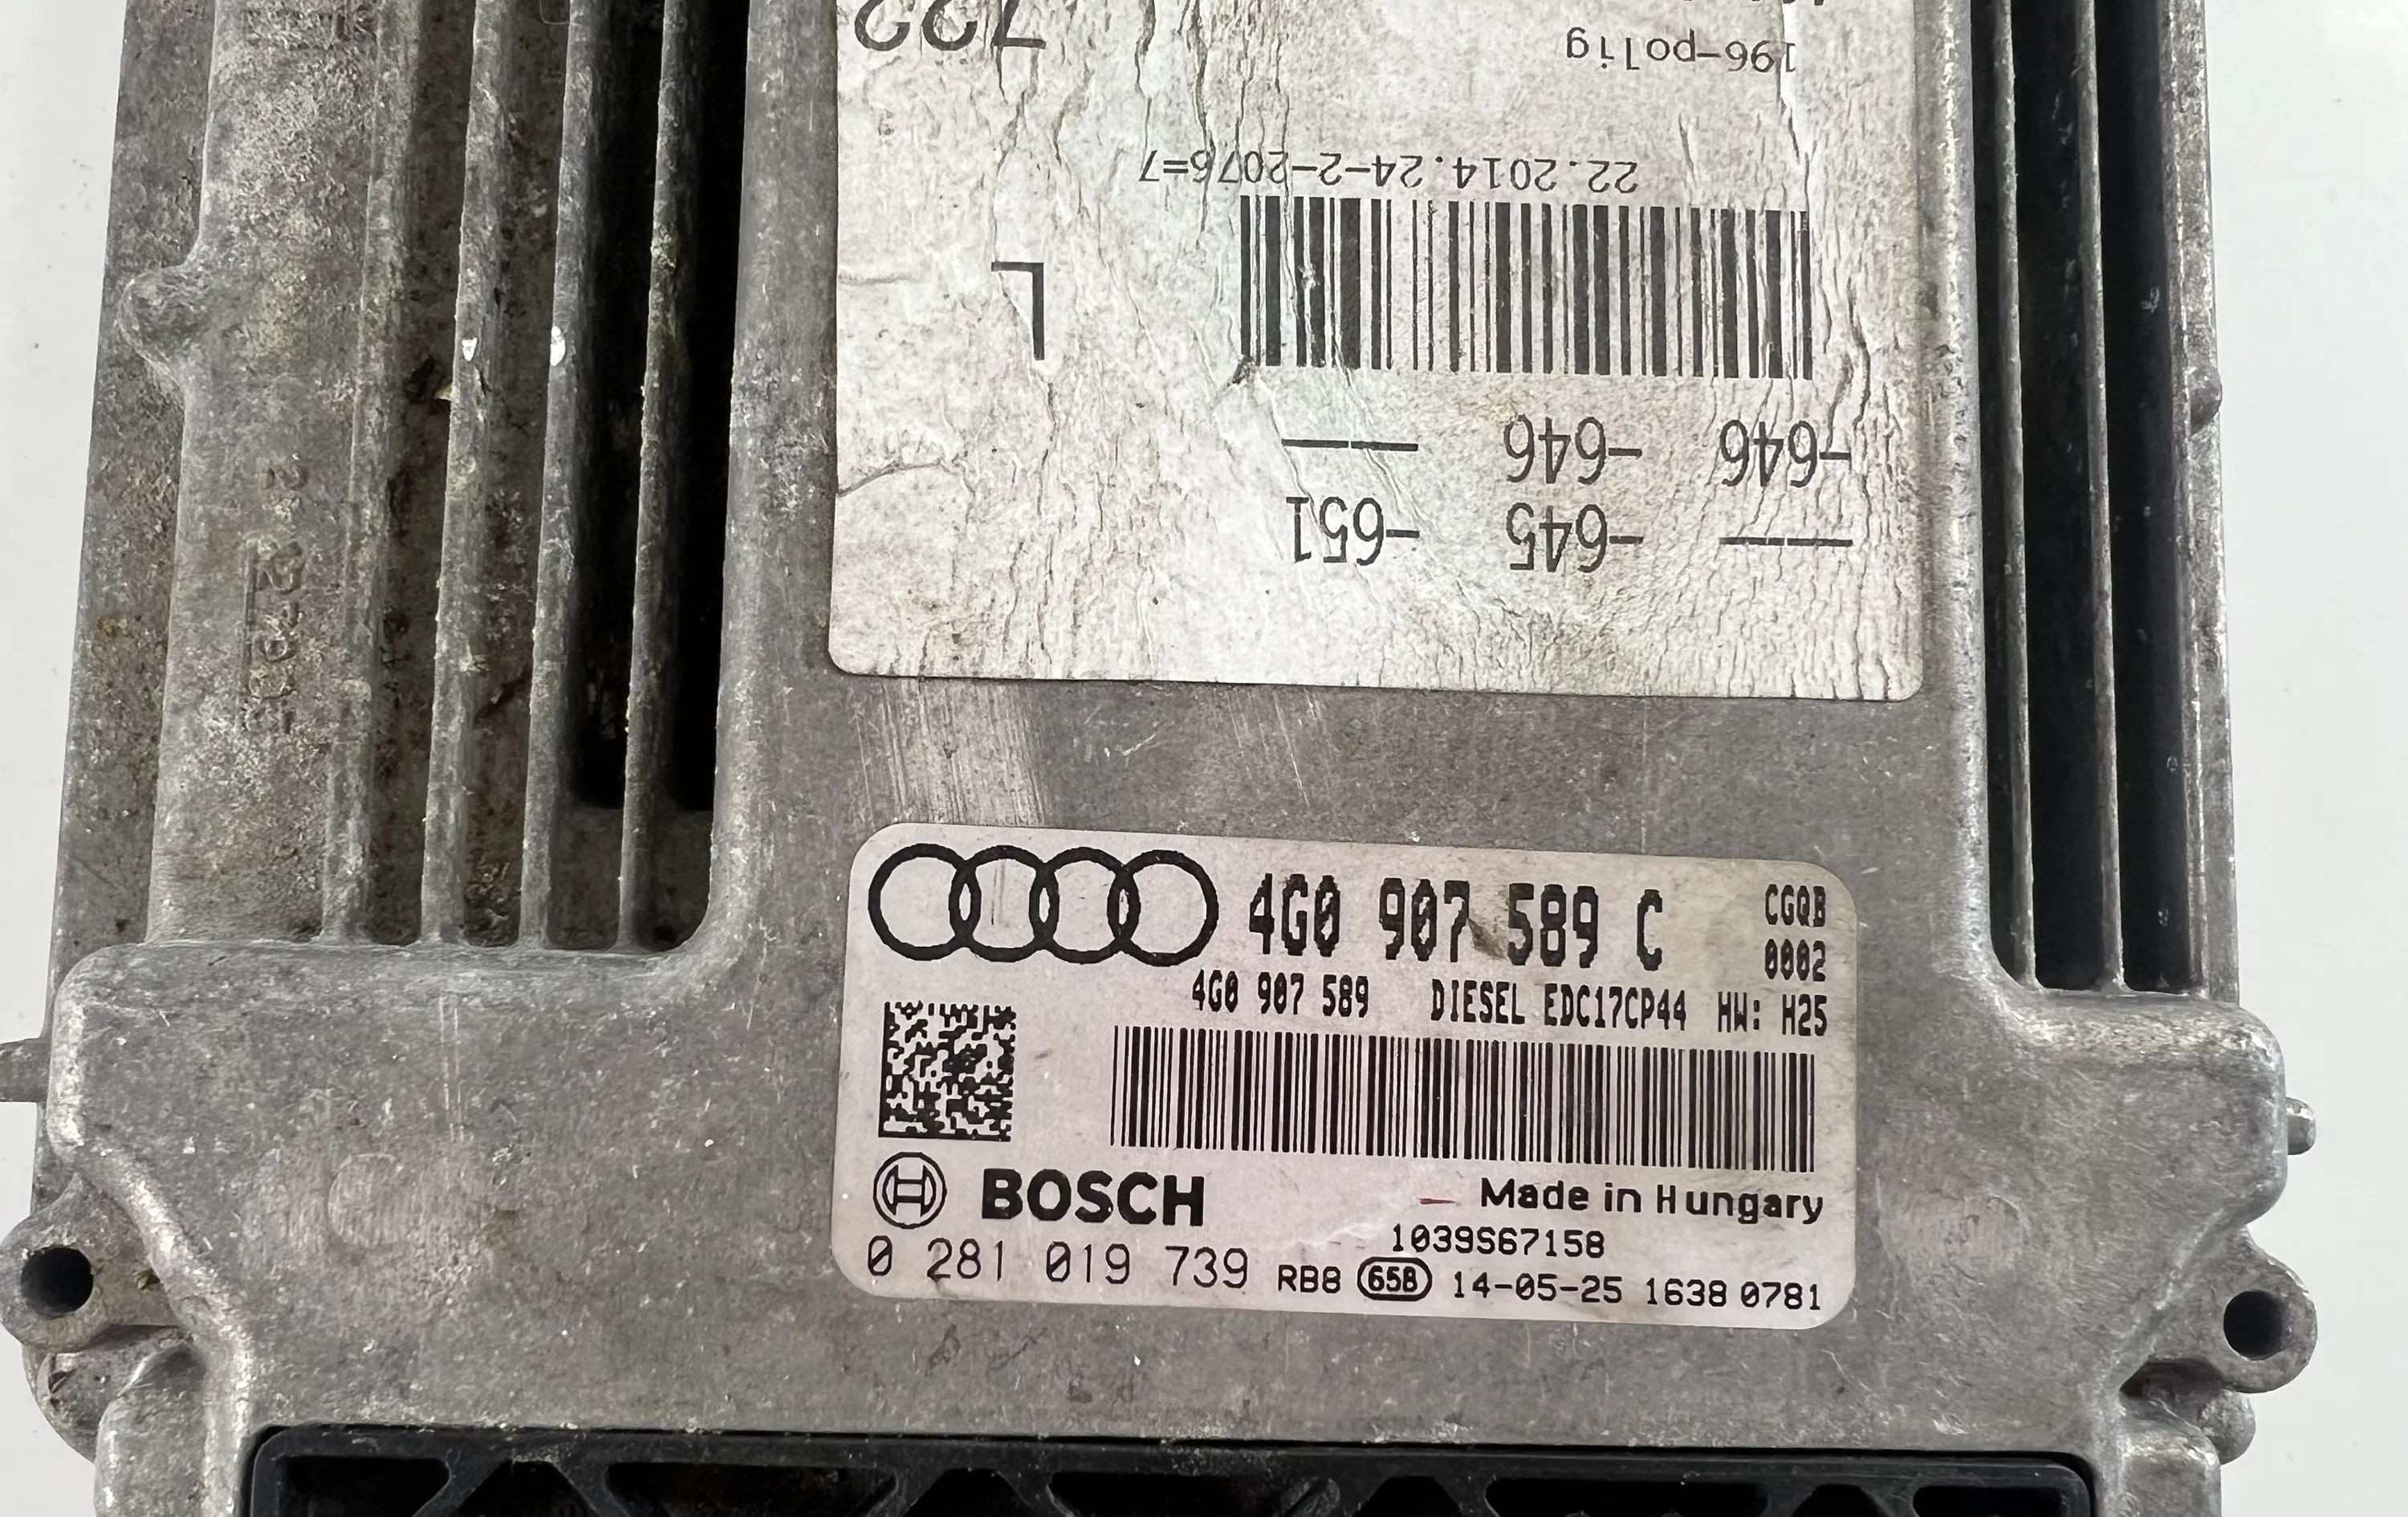 4G0 907 589 C
CGQB
0002
4G0 907 589 DIESEL EDC17CP44 HW: H25
BOSCH
Made in Hungary
1039S67158
0 281 019 739 RB8 65B 14-05-25 1638 0781
--- -645 -651
-646 -646 ---
L
22.2014.24-2-2076=7
196-polig
722